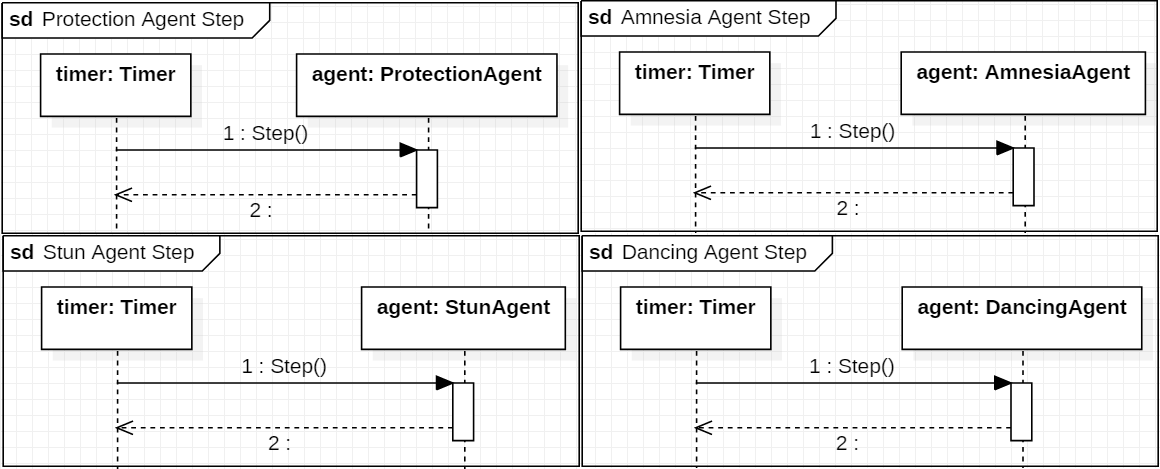 sd Protection Agent Step
timer: Timer
agent: ProtectionAgent
1 : Step()
2 :
sd Amnesia Agent Step
timer: Timer
agent: AmnesiaAgent
1 : Step()
2 :
sd Stun Agent Step
timer: Timer
agent: StunAgent
1 : Step()
2 :
sd Dancing Agent Step
timer: Timer
agent: DancingAgent
1 : Step()
2 :